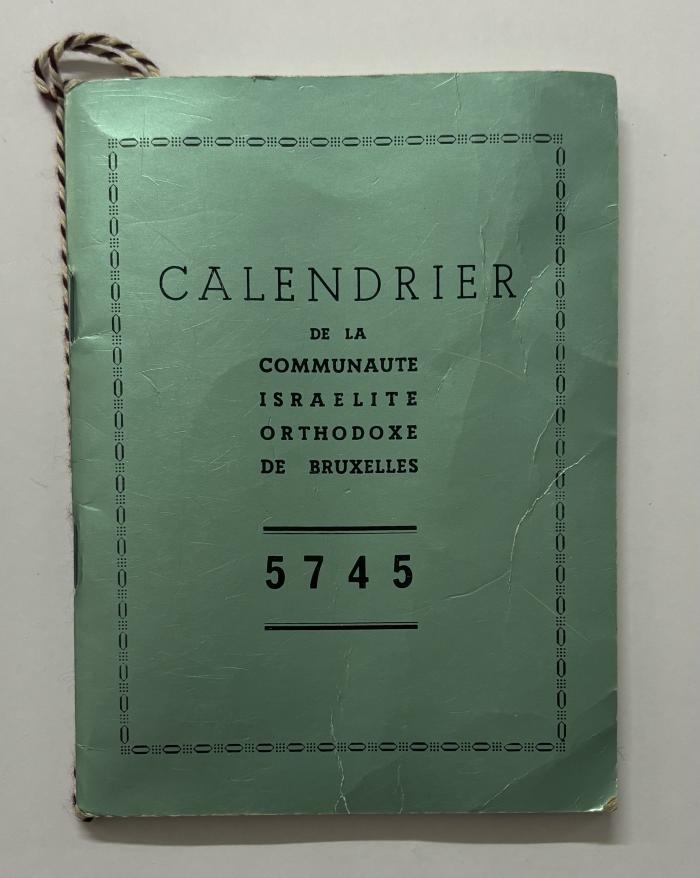 CALENDRIER
DE LA
COMMUNAUTE
ISRAELITE
ORTHODOXE
DE BRUXELLES
5745